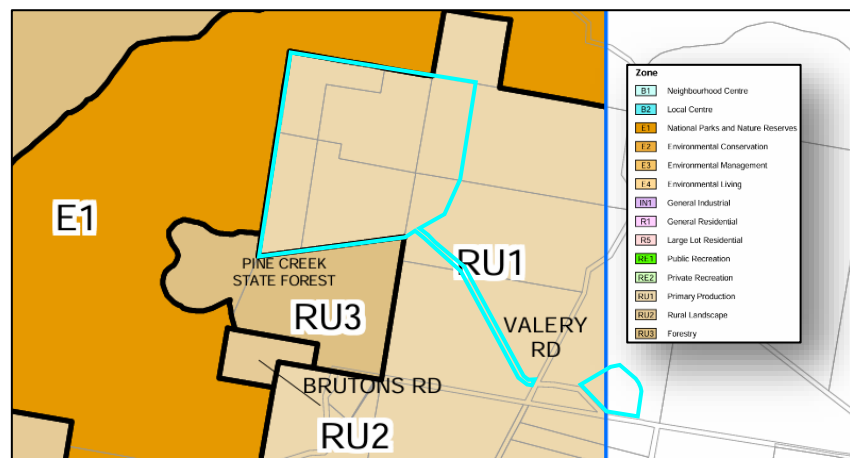 E1
PINE CREEK
STATE FOREST
RU3
RU1
VALERY
RD
BRUTONS RD
RU2
Zone
B1 Neighbourhood Centre
B2 Local Centre
E1 National Parks and Nature Reserves
E2 Environmental Conservation
E3 Environmental Management
E4 Environmental Living
IN1 General Industrial
R1 General Residential
R5 Large Lot Residential
RE1 Public Recreation
RE2 Private Recreation
RU1 Primary Production
RU2 Rural Landscape
RU3 Forestry